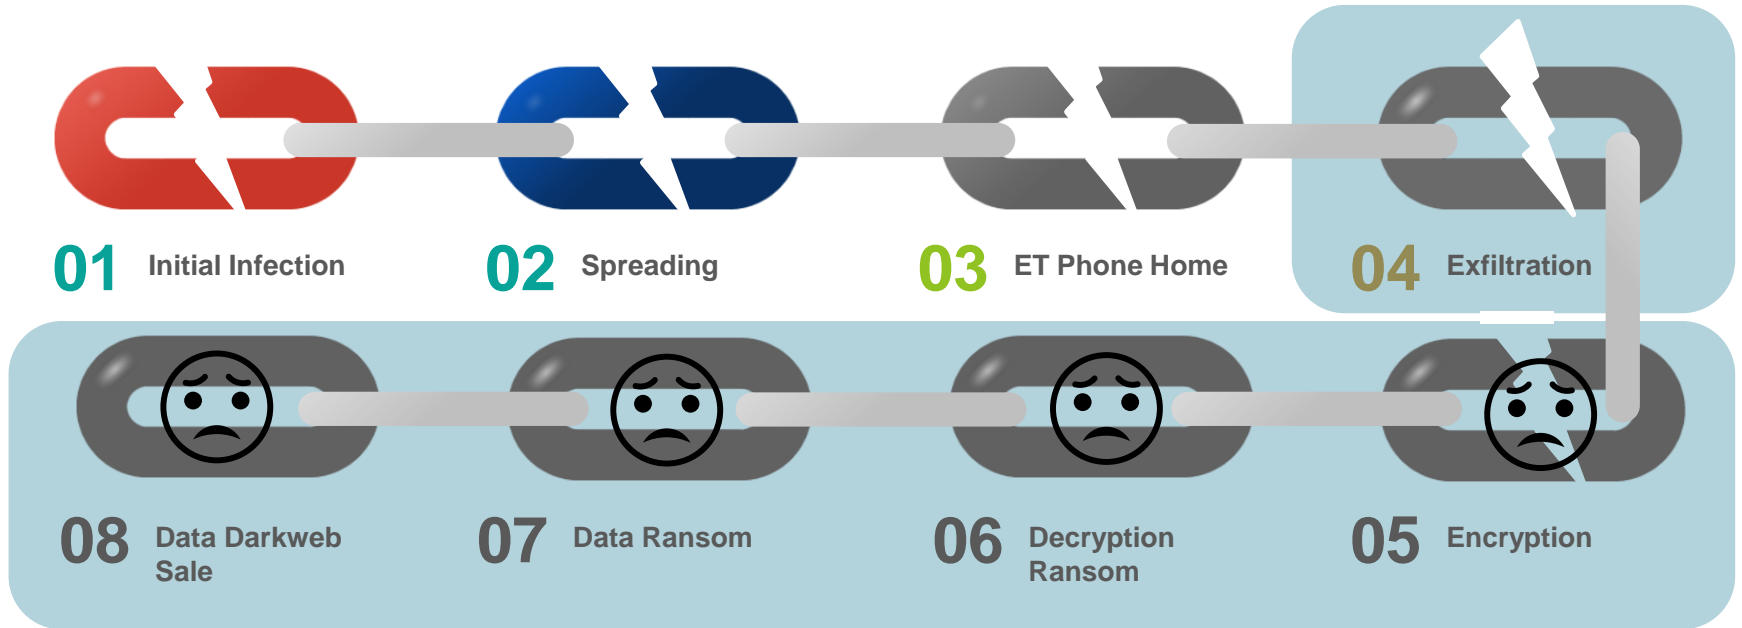 01 Initial Infection
02 Spreading
03 ET Phone Home
04 Exfiltration
08 Data Darkweb
Sale
07 Data Ransom
06 Decryption
Ransom
05 Encryption